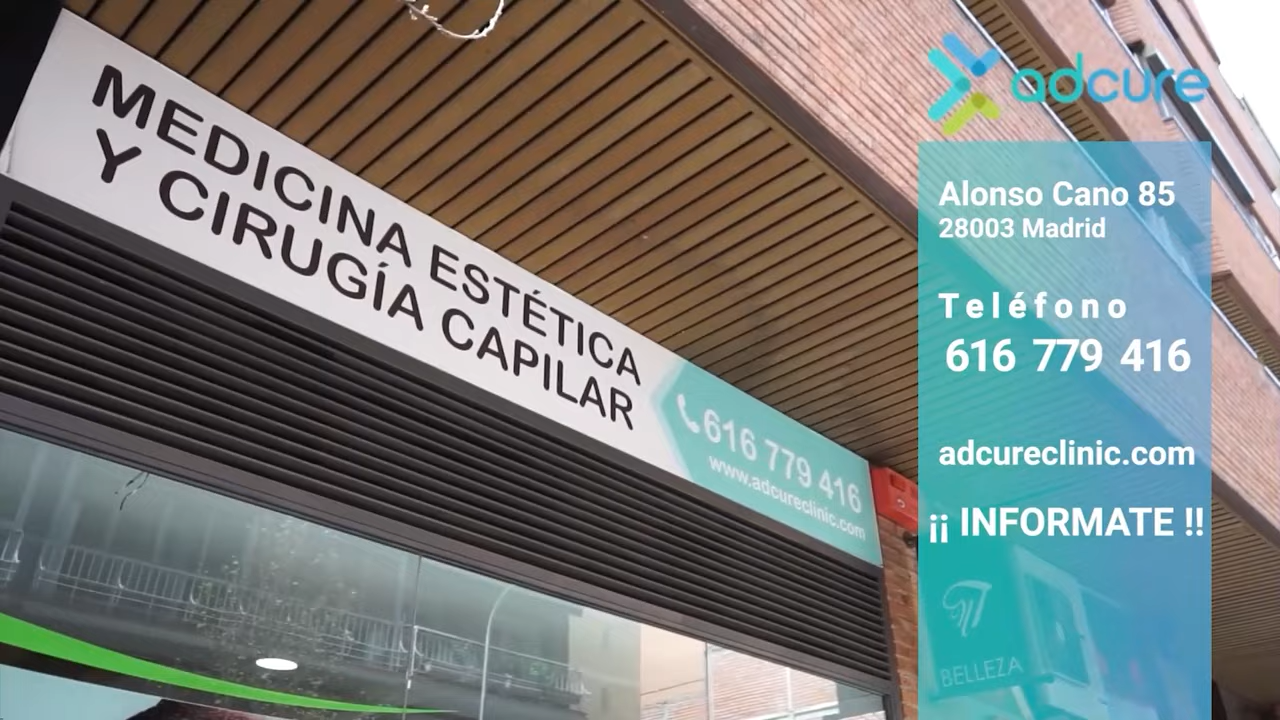 MEDICINA ESTÉTICA
Y CIRUGÍA CAPILAR
616 779 416
www.adcureclinic.com
adcure
Alonso Cano 85
28003 Madrid
Teléfono
616 779 416
adcureclinic.com
¡¡ INFORMATE !!
BELLEZA